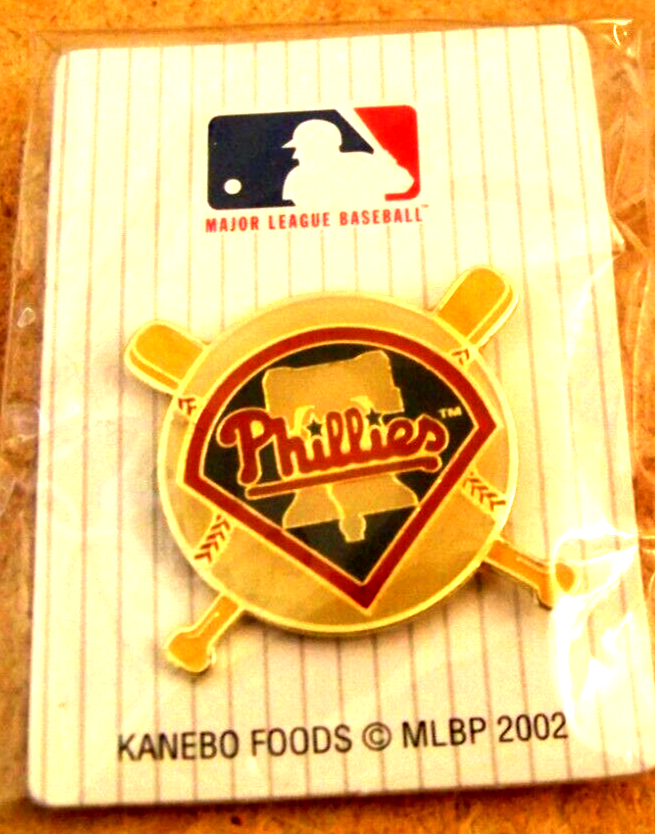 MAJOR LEAGUE BASEBALL™
Phillies™
KANEBO FOODS © MLBP 2002